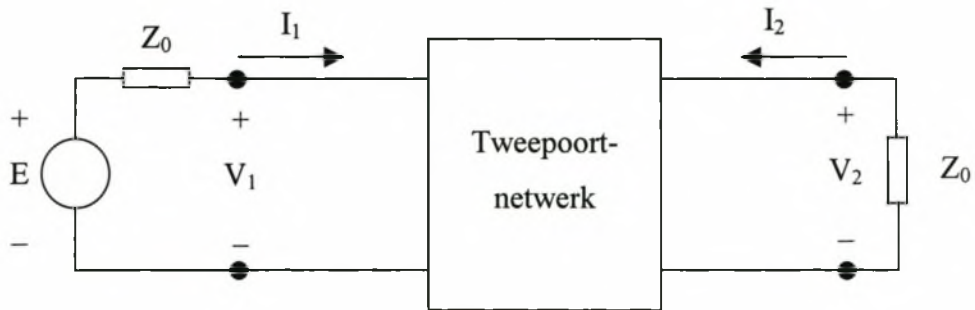 Z₀
I₁
I₂
+
+
+
E
V₁
Tweepoort-
netwerk
V₂
Z₀
–
–
–